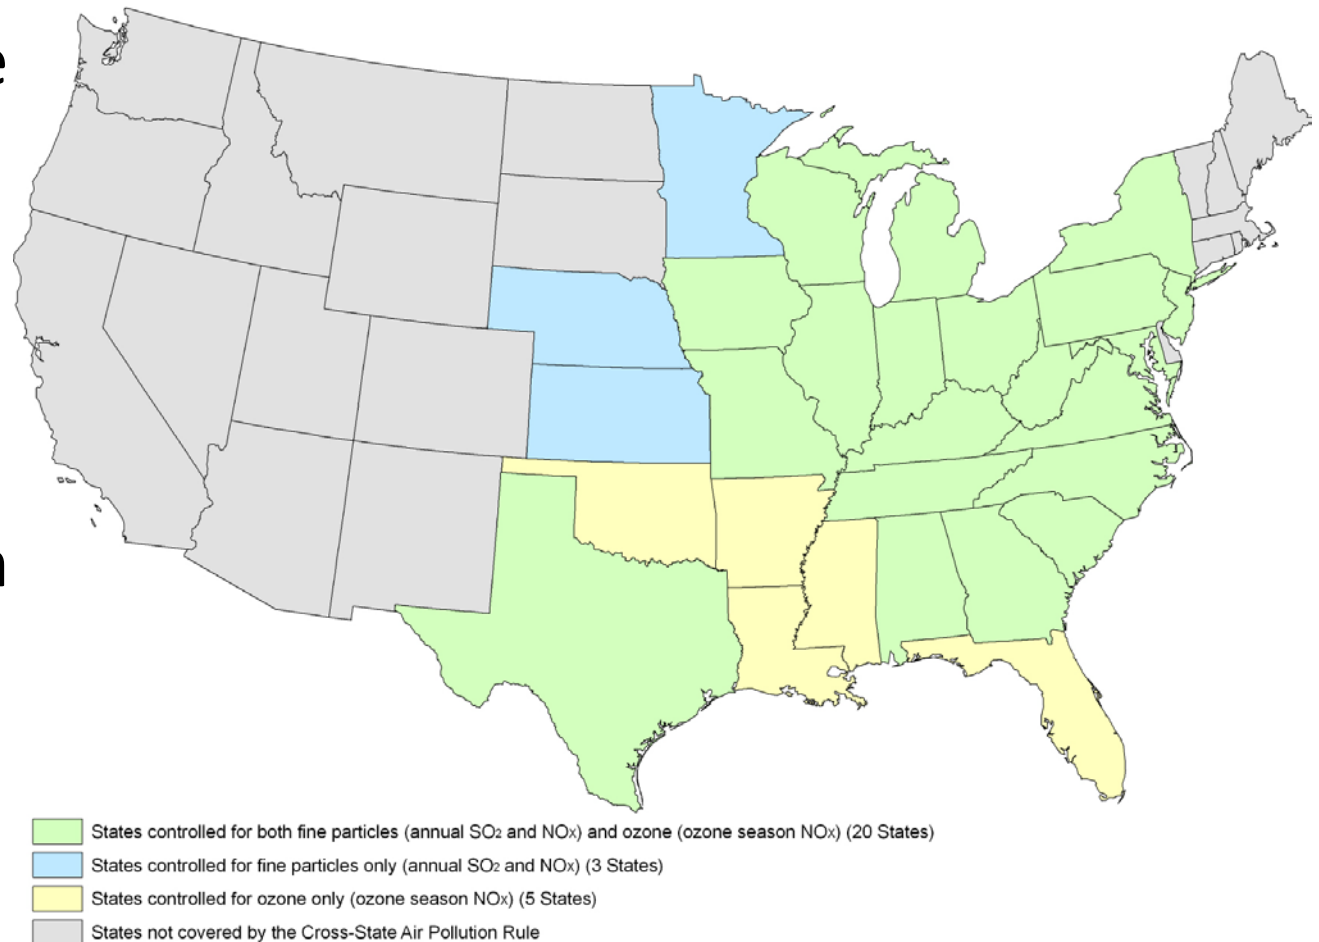 e
n
States controlled for both fine particles (annual SO2 and NOx) and ozone (ozone season NOx) (20 States)
States controlled for fine particles only (annual SO2 and NOx) (3 States)
States controlled for ozone only (ozone season NOx) (5 States)
States not covered by the Cross-State Air Pollution Rule